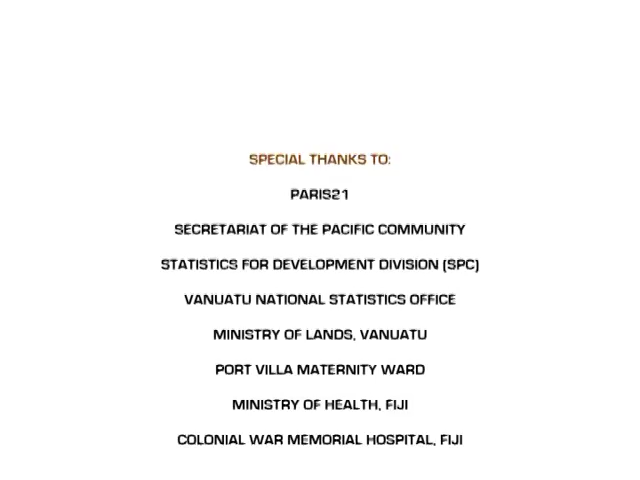 SPECIAL THANKS TO:
PARIS21
SECRETARIAT OF THE PACIFIC COMMUNITY
STATISTICS FOR DEVELOPMENT DIVISION (SPC)
VANUATU NATIONAL STATISTICS OFFICE
MINISTRY OF LANDS, VANUATU
PORT VILLA MATERNITY WARD
MINISTRY OF HEALTH, FIJI
COLONIAL WAR MEMORIAL HOSPITAL, FIJI